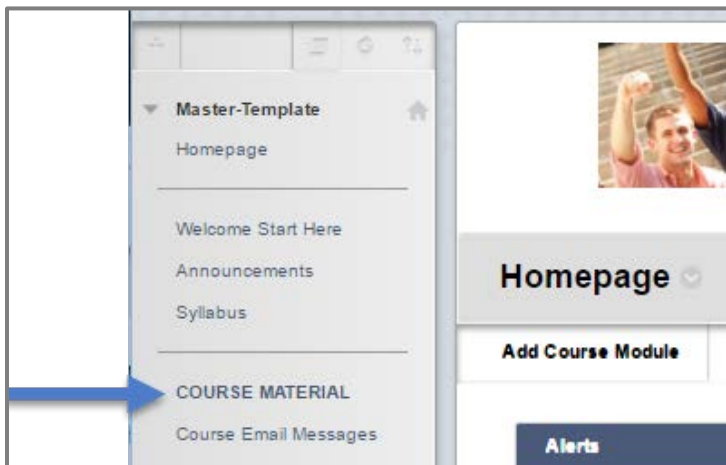 Master-Template
Homepage
Welcome Start Here
Announcements
Syllabus
COURSE MATERIAL
Course Email Messages
Homepage
Add Course Module
Alerts